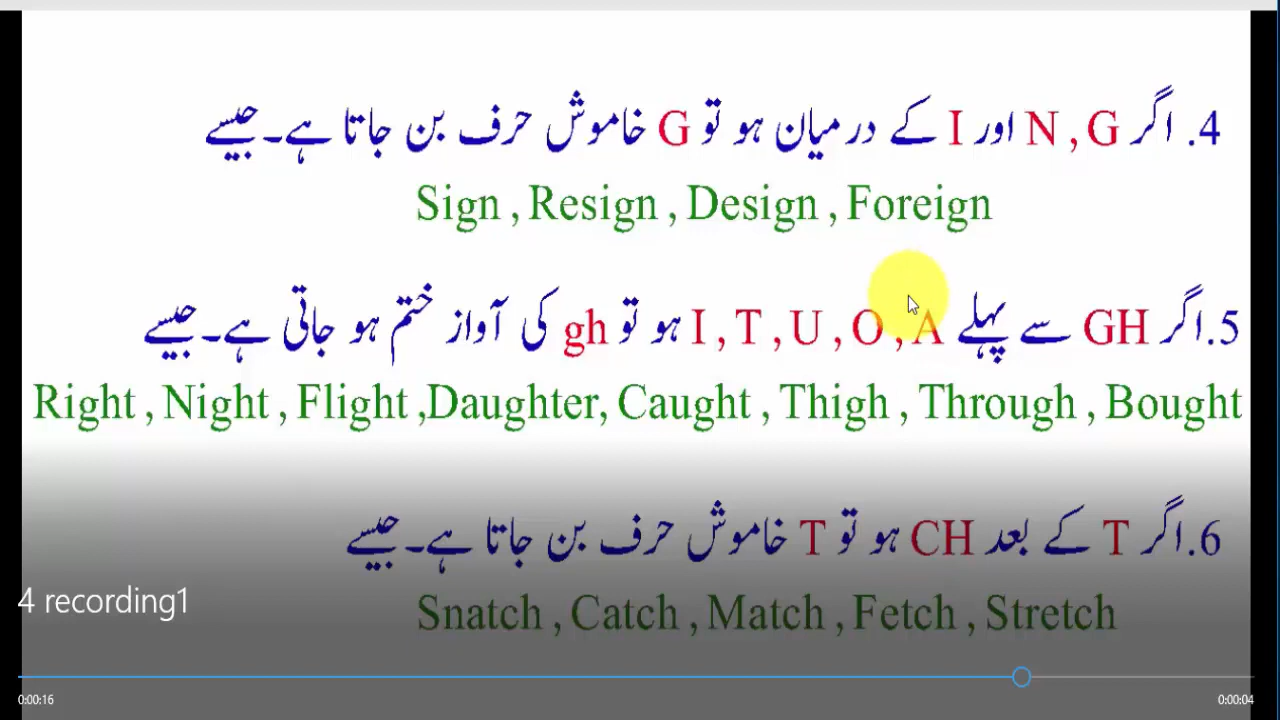 4. اگر N , G اور I کے درمیان ہو تو G خاموش حرف بن جاتا ہے۔جیسے
Sign , Resign , Design , Foreign
5.اگر GH سے پہلے I , T , U , O , A ہو تو gh کی آواز ختم ہو جاتی ہے۔جیسے
Right , Night , Flight ,Daughter, Caught , Thigh , Through , Bought
6.اگر T کے بعد CH ہو تو T خاموش حرف بن جاتا ہے۔جیسے
Snatch , Catch , Match , Fetch , Stretch
4 recording1
0:00:16
0:00:04